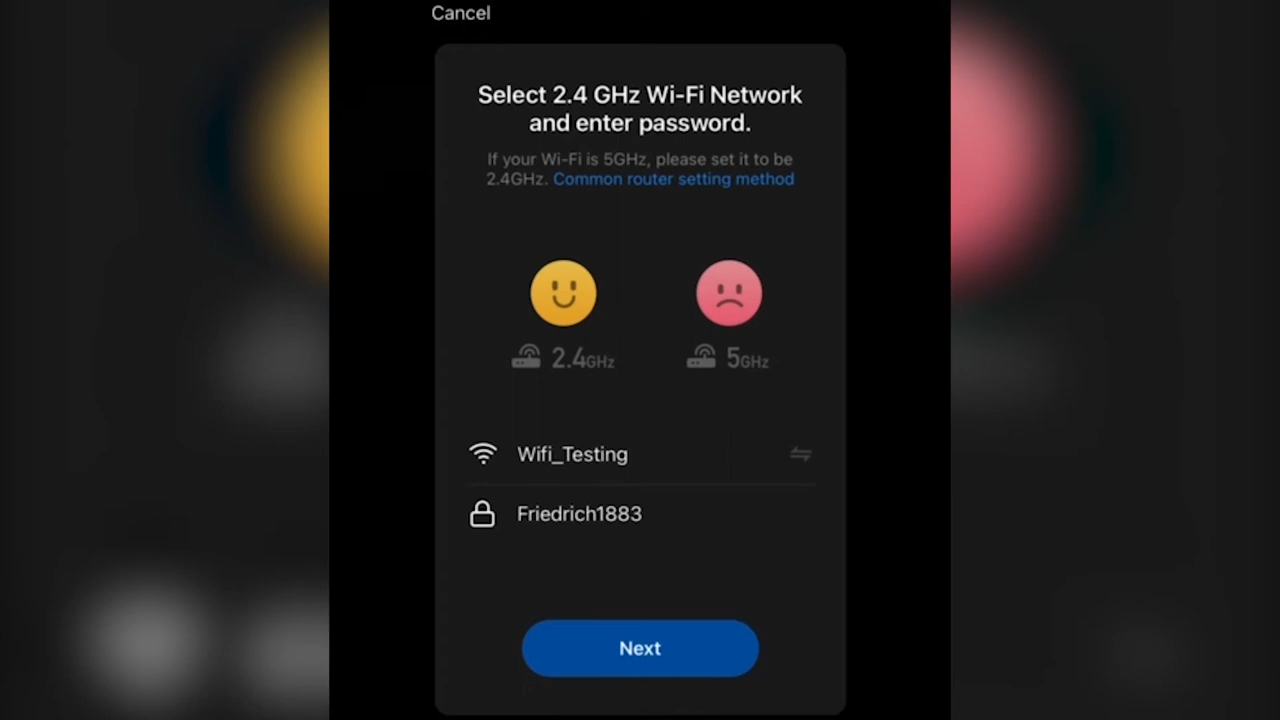 Cancel
Select 2.4 GHz Wi-Fi Network
and enter password.
If your Wi-Fi is 5GHz, please set it to be
2.4GHz. Common router setting method
2.4GHz
5GHz
Wifi_Testing
Friedrich1883
Next